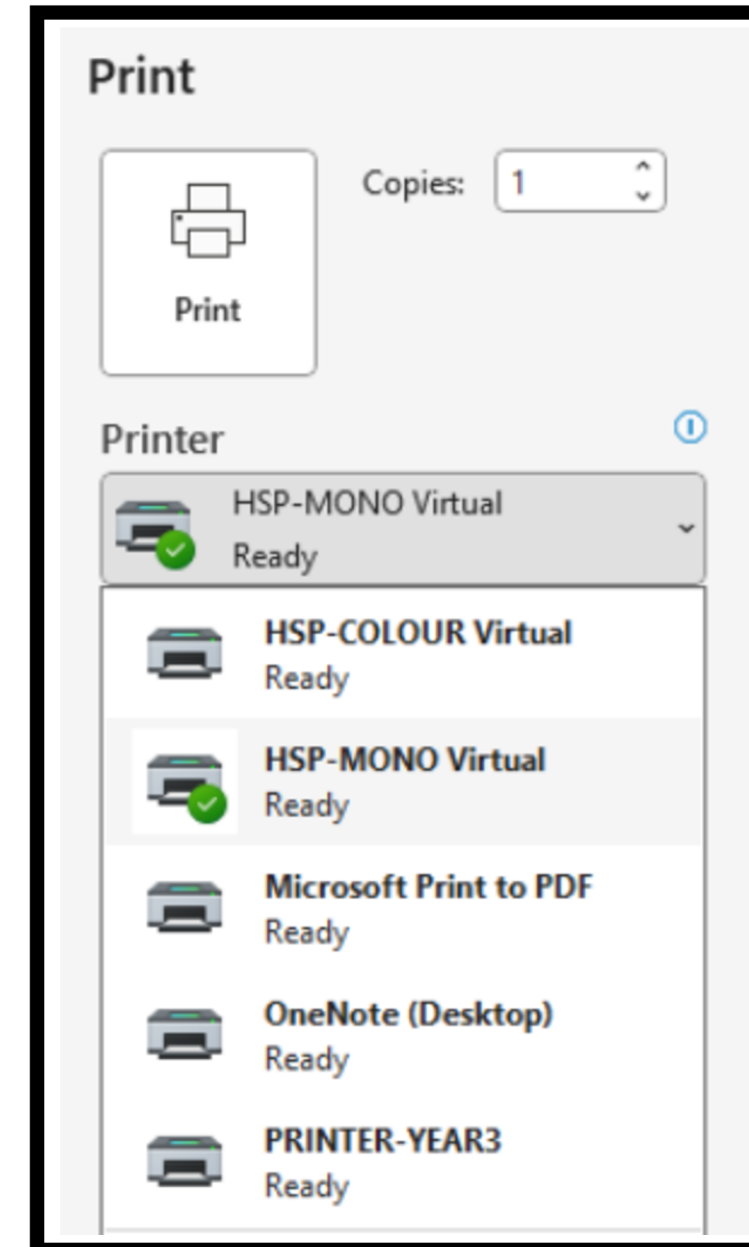 Print
Copies: 1
Print
Printer
HSP-MONO Virtual
Ready
HSP-COLOUR Virtual
Ready
HSP-MONO Virtual
Ready
Microsoft Print to PDF
Ready
OneNote (Desktop)
Ready
PRINTER-YEAR3
Ready